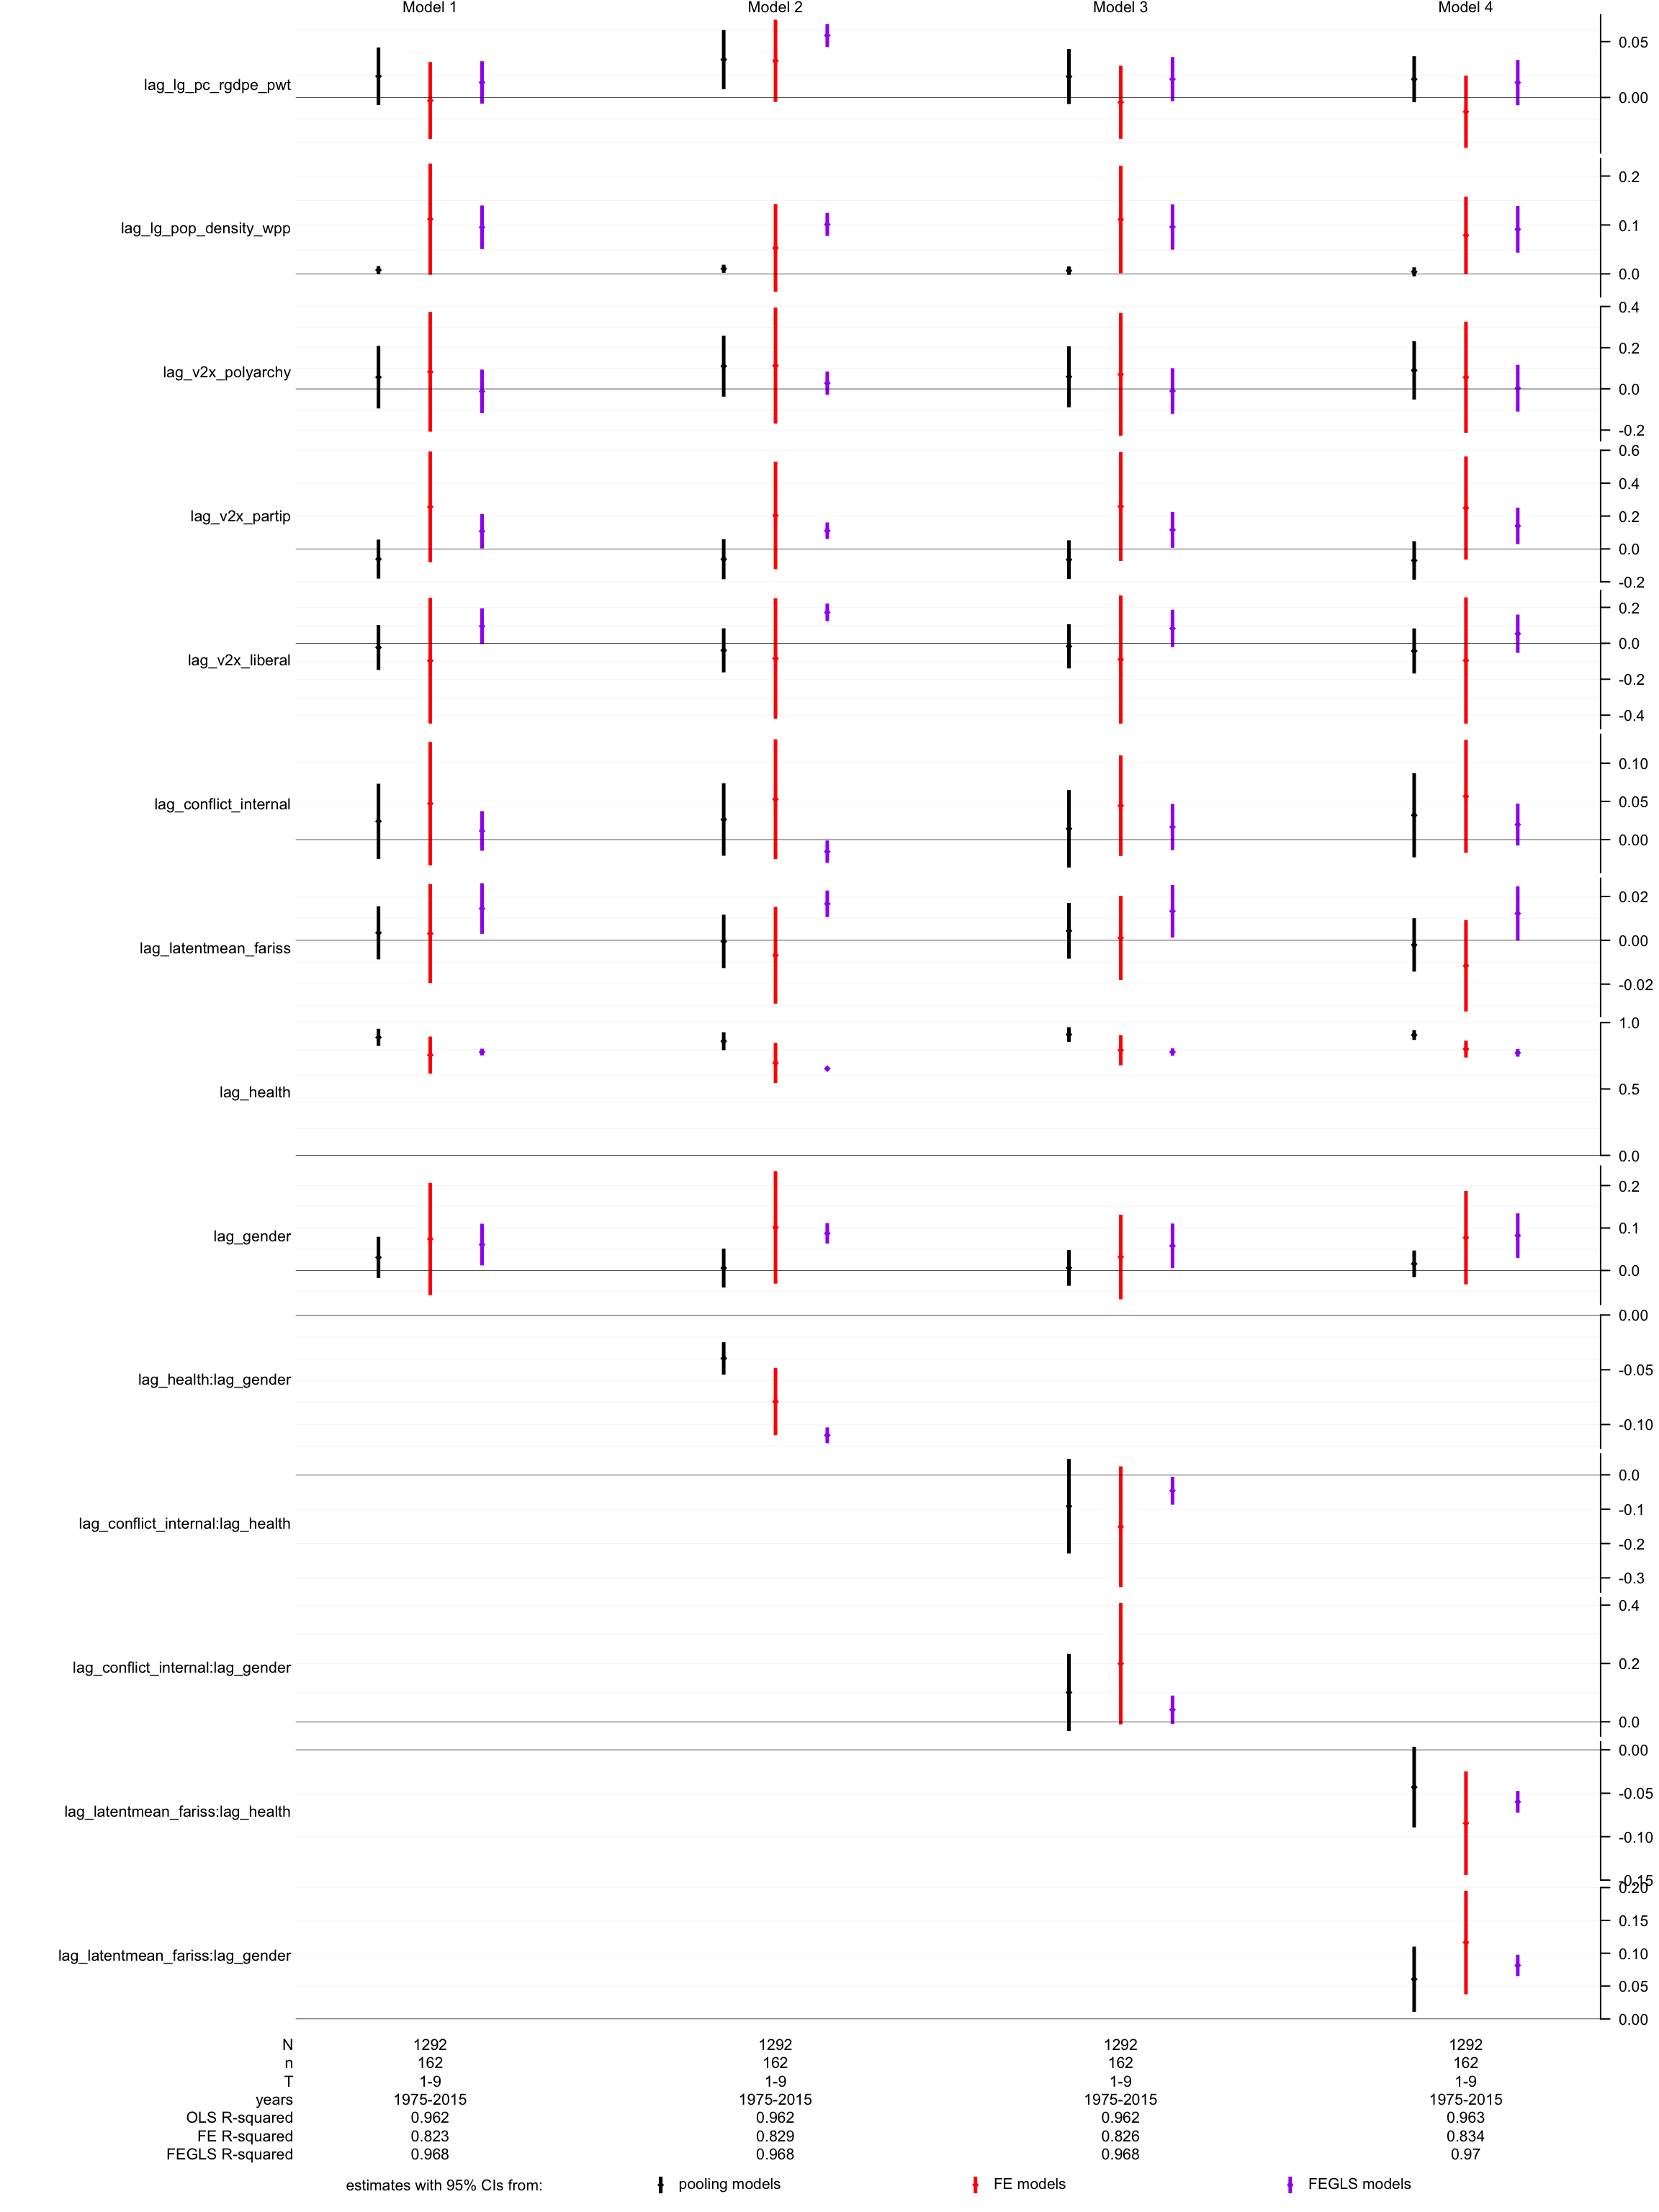 Model 1 Model 2 Model 3 Model 4
lag_lg_pc_rgdpe_pwt
0.05
0.00
lag_lg_pop_density_wpp
0.2
0.1
0.0
lag_v2x_polyarchy
0.4
0.2
0.0
-0.2
lag_v2x_partip
0.6
0.4
0.2
0.0
-0.2
lag_v2x_liberal
0.2
0.0
-0.2
-0.4
lag_conflict_internal
0.10
0.05
0.00
lag_latentmean_fariss
0.02
0.00
-0.02
lag_health
1.0
0.5
0.0
lag_gender
0.2
0.1
0.0
lag_health:lag_gender
0.00
-0.05
-0.10
lag_conflict_internal:lag_health
0.0
-0.1
-0.2
-0.3
lag_conflict_internal:lag_gender
0.4
0.2
0.0
lag_latentmean_fariss:lag_health
0.00
-0.05
-0.10
-0.15
lag_latentmean_fariss:lag_gender
0.20
0.15
0.10
0.05
0.00
N 1292 1292 1292 1292
n 162 162 162 162
T 1-9 1-9 1-9 1-9
years 1975-2015 1975-2015 1975-2015 1975-2015
OLS R-squared 0.962 0.962 0.962 0.963
FE R-squared 0.823 0.829 0.826 0.834
FEGLS R-squared 0.968 0.968 0.968 0.97
estimates with 95% CIs from: pooling models FE models FEGLS models